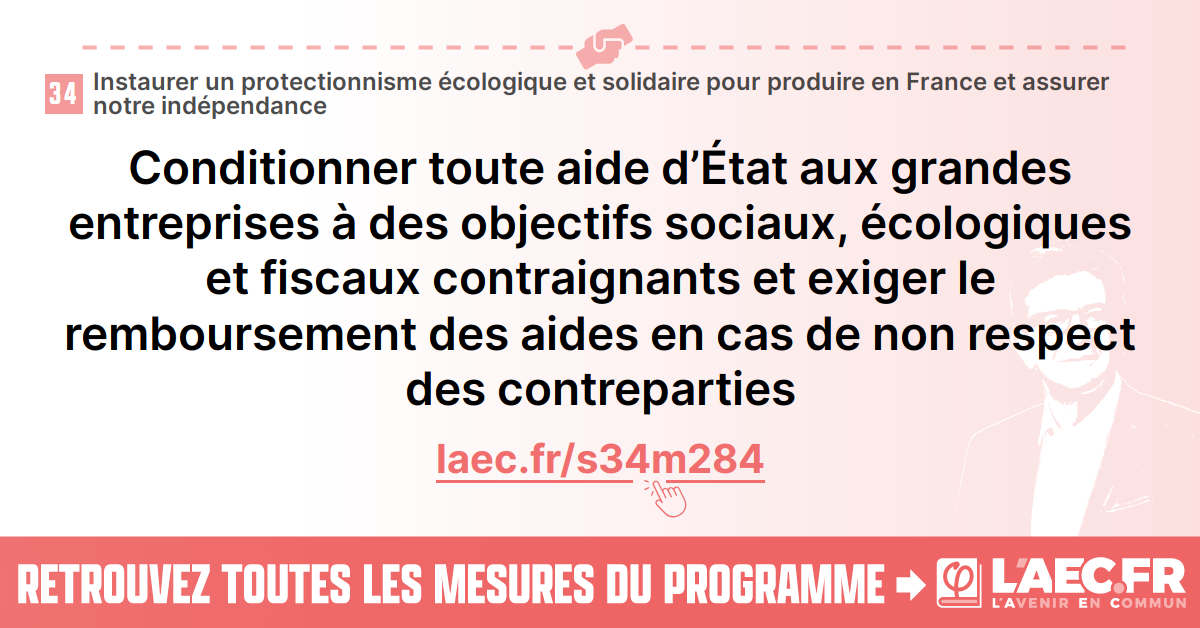 34
Instaurer un protectionnisme écologique et solidaire pour produire en France et assurer
notre indépendance
Conditionner toute aide d’État aux grandes
entreprises à des objectifs sociaux, écologiques
et fiscaux contraignants et exiger le
remboursement des aides en cas de non respect
des contreparties
laec.fr/s34m284
RETROUVEZ TOUTES LES MESURES DU PROGRAMME
L'AEC.FR
L'AVENIR EN COMMUN